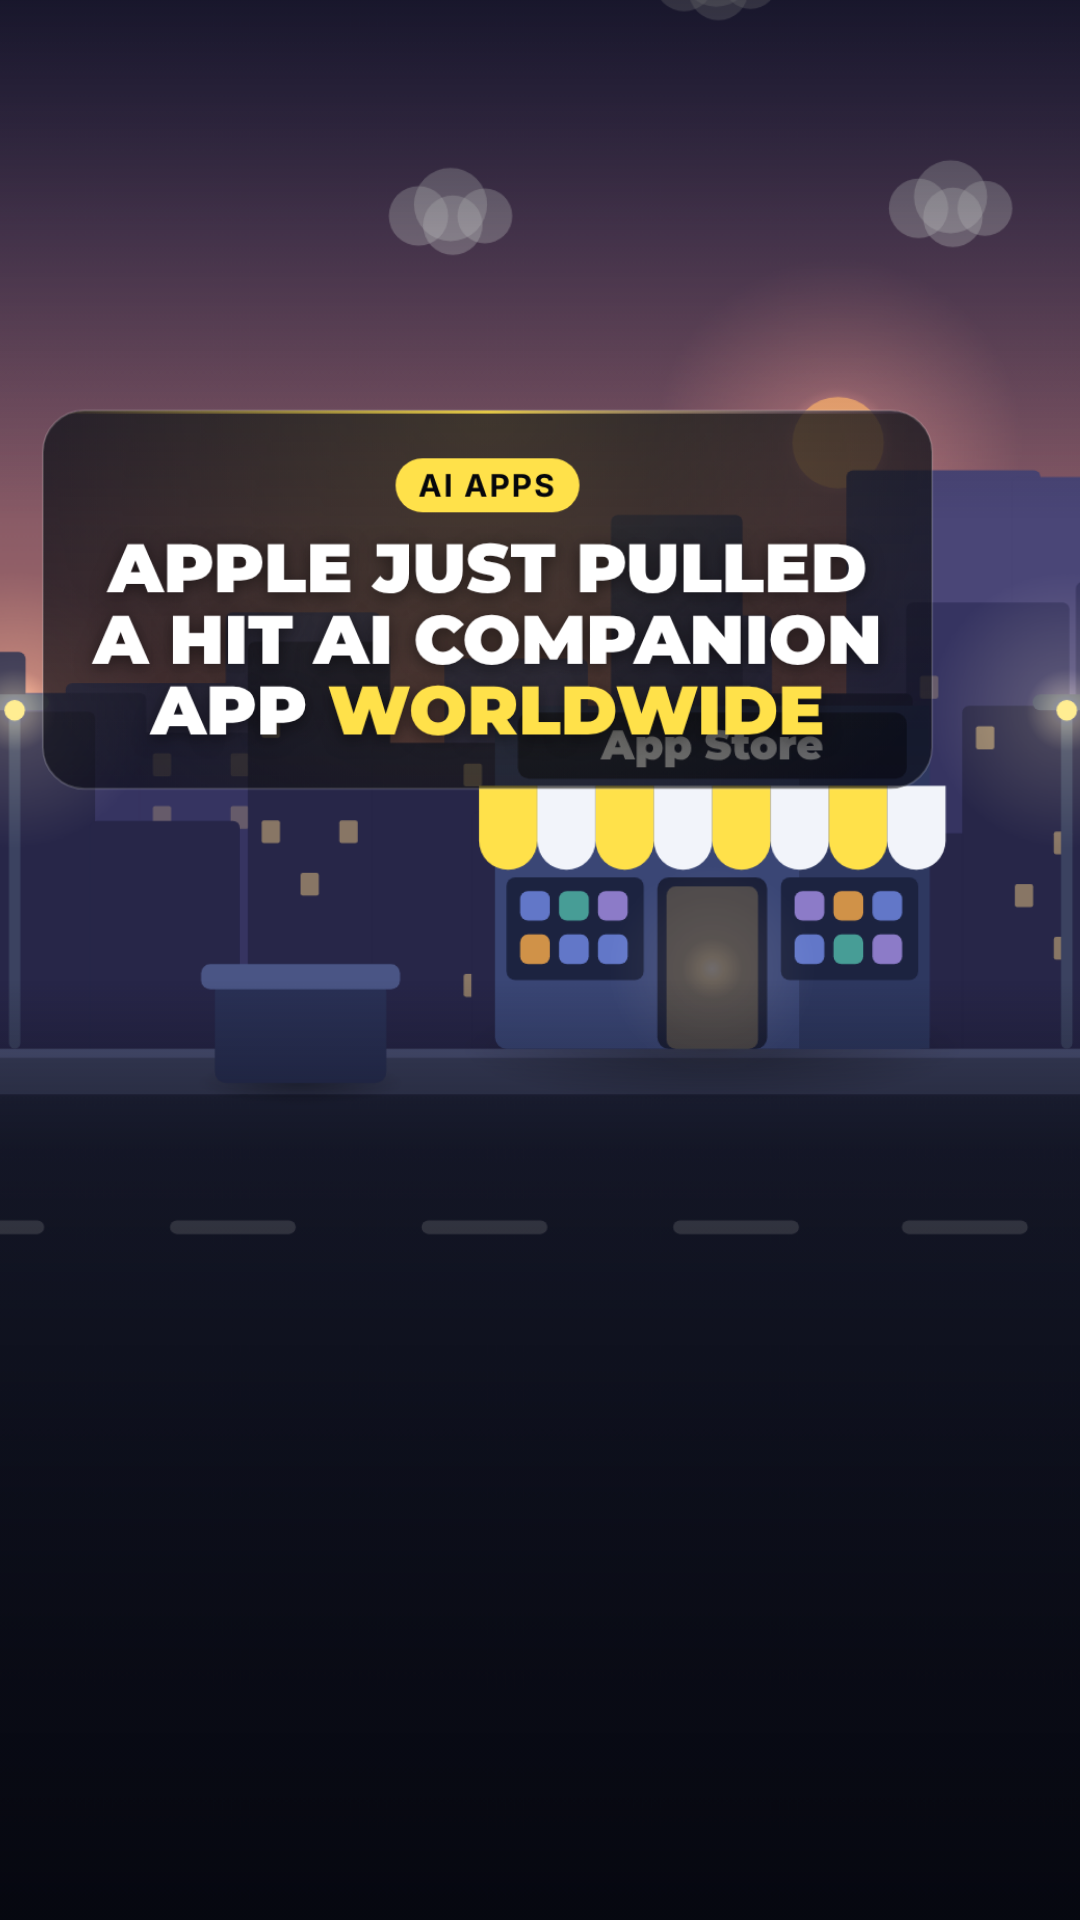 AI APPS
APPLE JUST PULLED
A HIT AI COMPANION
APP WORLDWIDE
App Store